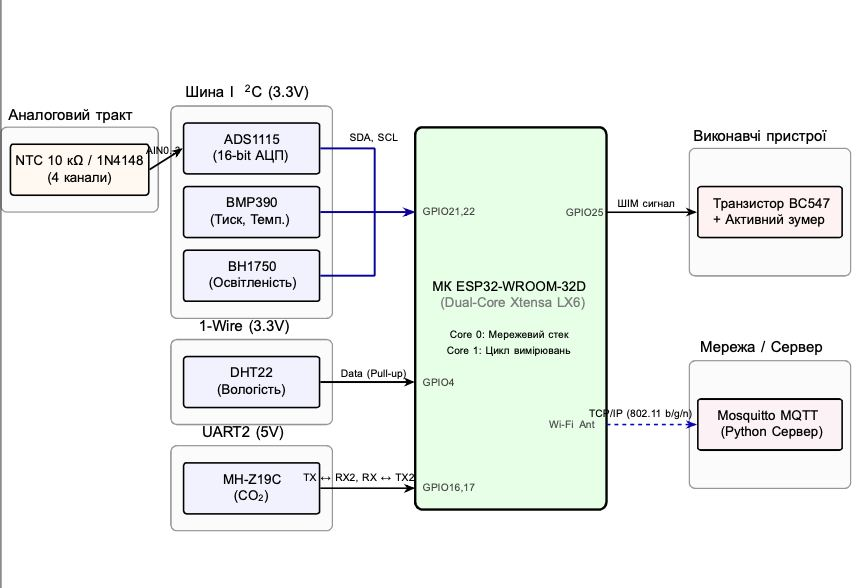 Аналоговий тракт
NTC 10 кΩ / 1N4148
(4 канали)
AIN0..3
Шина I ²C (3.3V)
ADS1115
(16-bit АЦП)
BMP390
(Тиск, Темп.)
BH1750
(Освітленість)
SDA, SCL
1-Wire (3.3V)
DHT22
(Вологість)
Data (Pull-up)
UART2 (5V)
MH-Z19C
(CO₂)
TX ↔ RX2, RX ↔ TX2
GPIO21,22
GPIO25
МК ESP32-WROOM-32D
(Dual-Core Xtensa LX6)
Core 0: Мережевий стек
Core 1: Цикл вимірювань
GPIO4
Wi-Fi Ant
GPIO16,17
ШІМ сигнал
Виконавчі пристрої
Транзистор BC547
+ Активний зумер
TCP/IP (802.11 b/g/n)
Мережа / Сервер
Mosquitto MQTT
(Python Сервер)